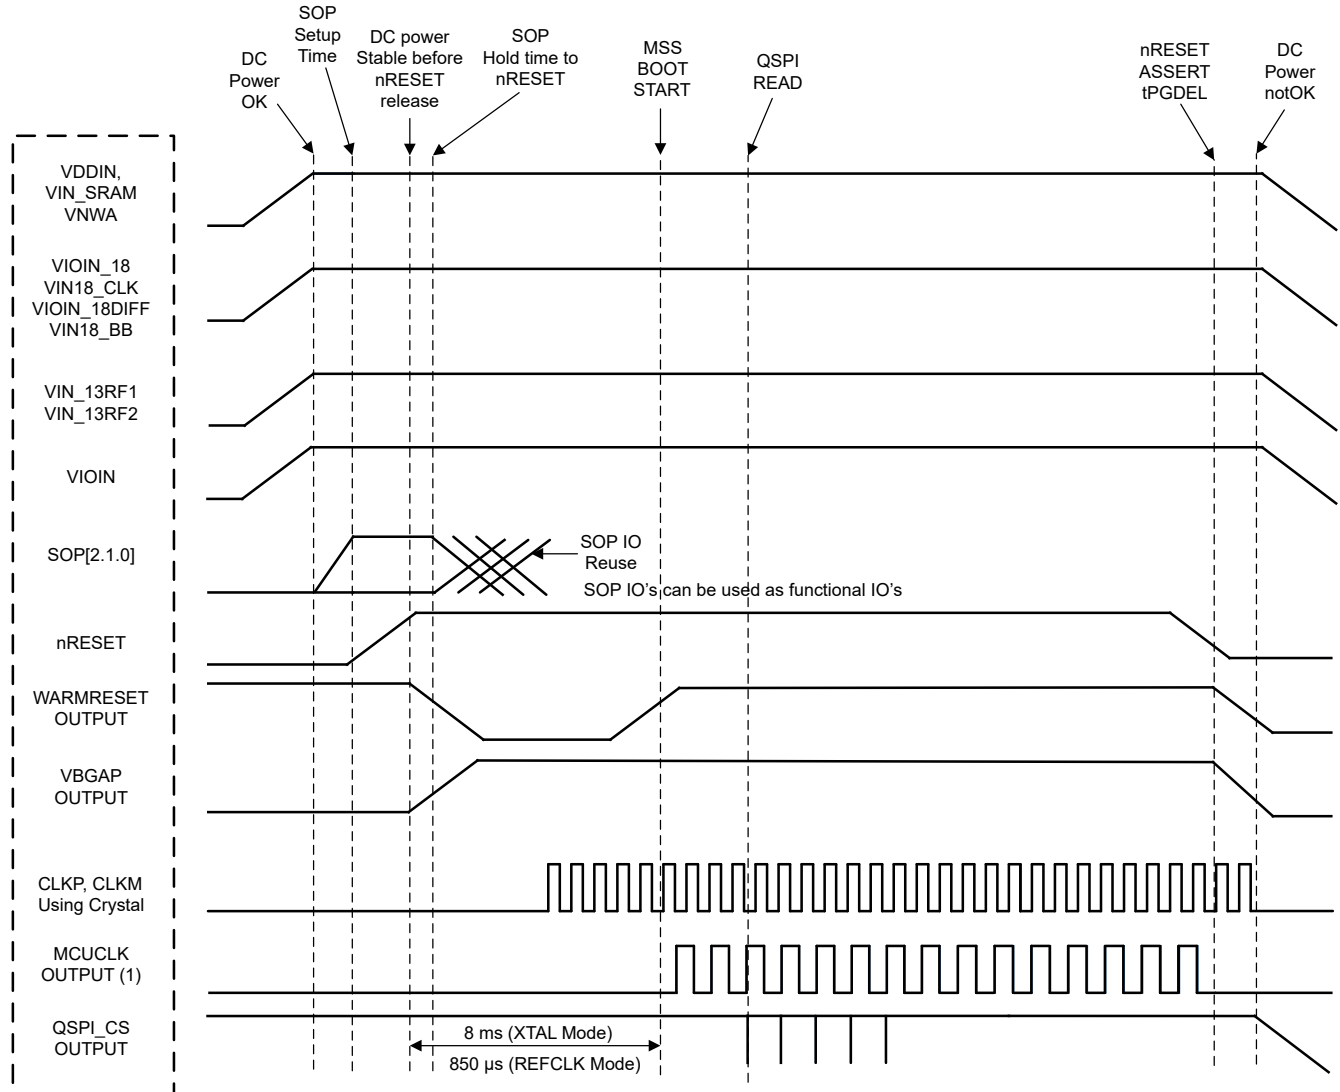 DC
Power
OK
SOP
Setup
Time
DC power
Stable before
nRESET
release
SOP
Hold time to
nRESET
MSS
BOOT
START
QSPI
READ
nRESET
ASSERT
tPGDEL
DC
Power
notOK
VDDIN,
VIN_SRAM
VNWA
VIOIN_18
VIN18_CLK
VIOIN_18DIFF
VIN18_BB
VIN_13RF1
VIN_13RF2
VIOIN
SOP[2.1.0]
SOP IO
Reuse
SOP IO's can be used as functional IO's
nRESET
WARMRESET
OUTPUT
VBGAP
OUTPUT
CLKP, CLKM
Using Crystal
MCUCLK
OUTPUT (1)
QSPI_CS
OUTPUT
8 ms (XTAL Mode)
850 µs (REFCLK Mode)